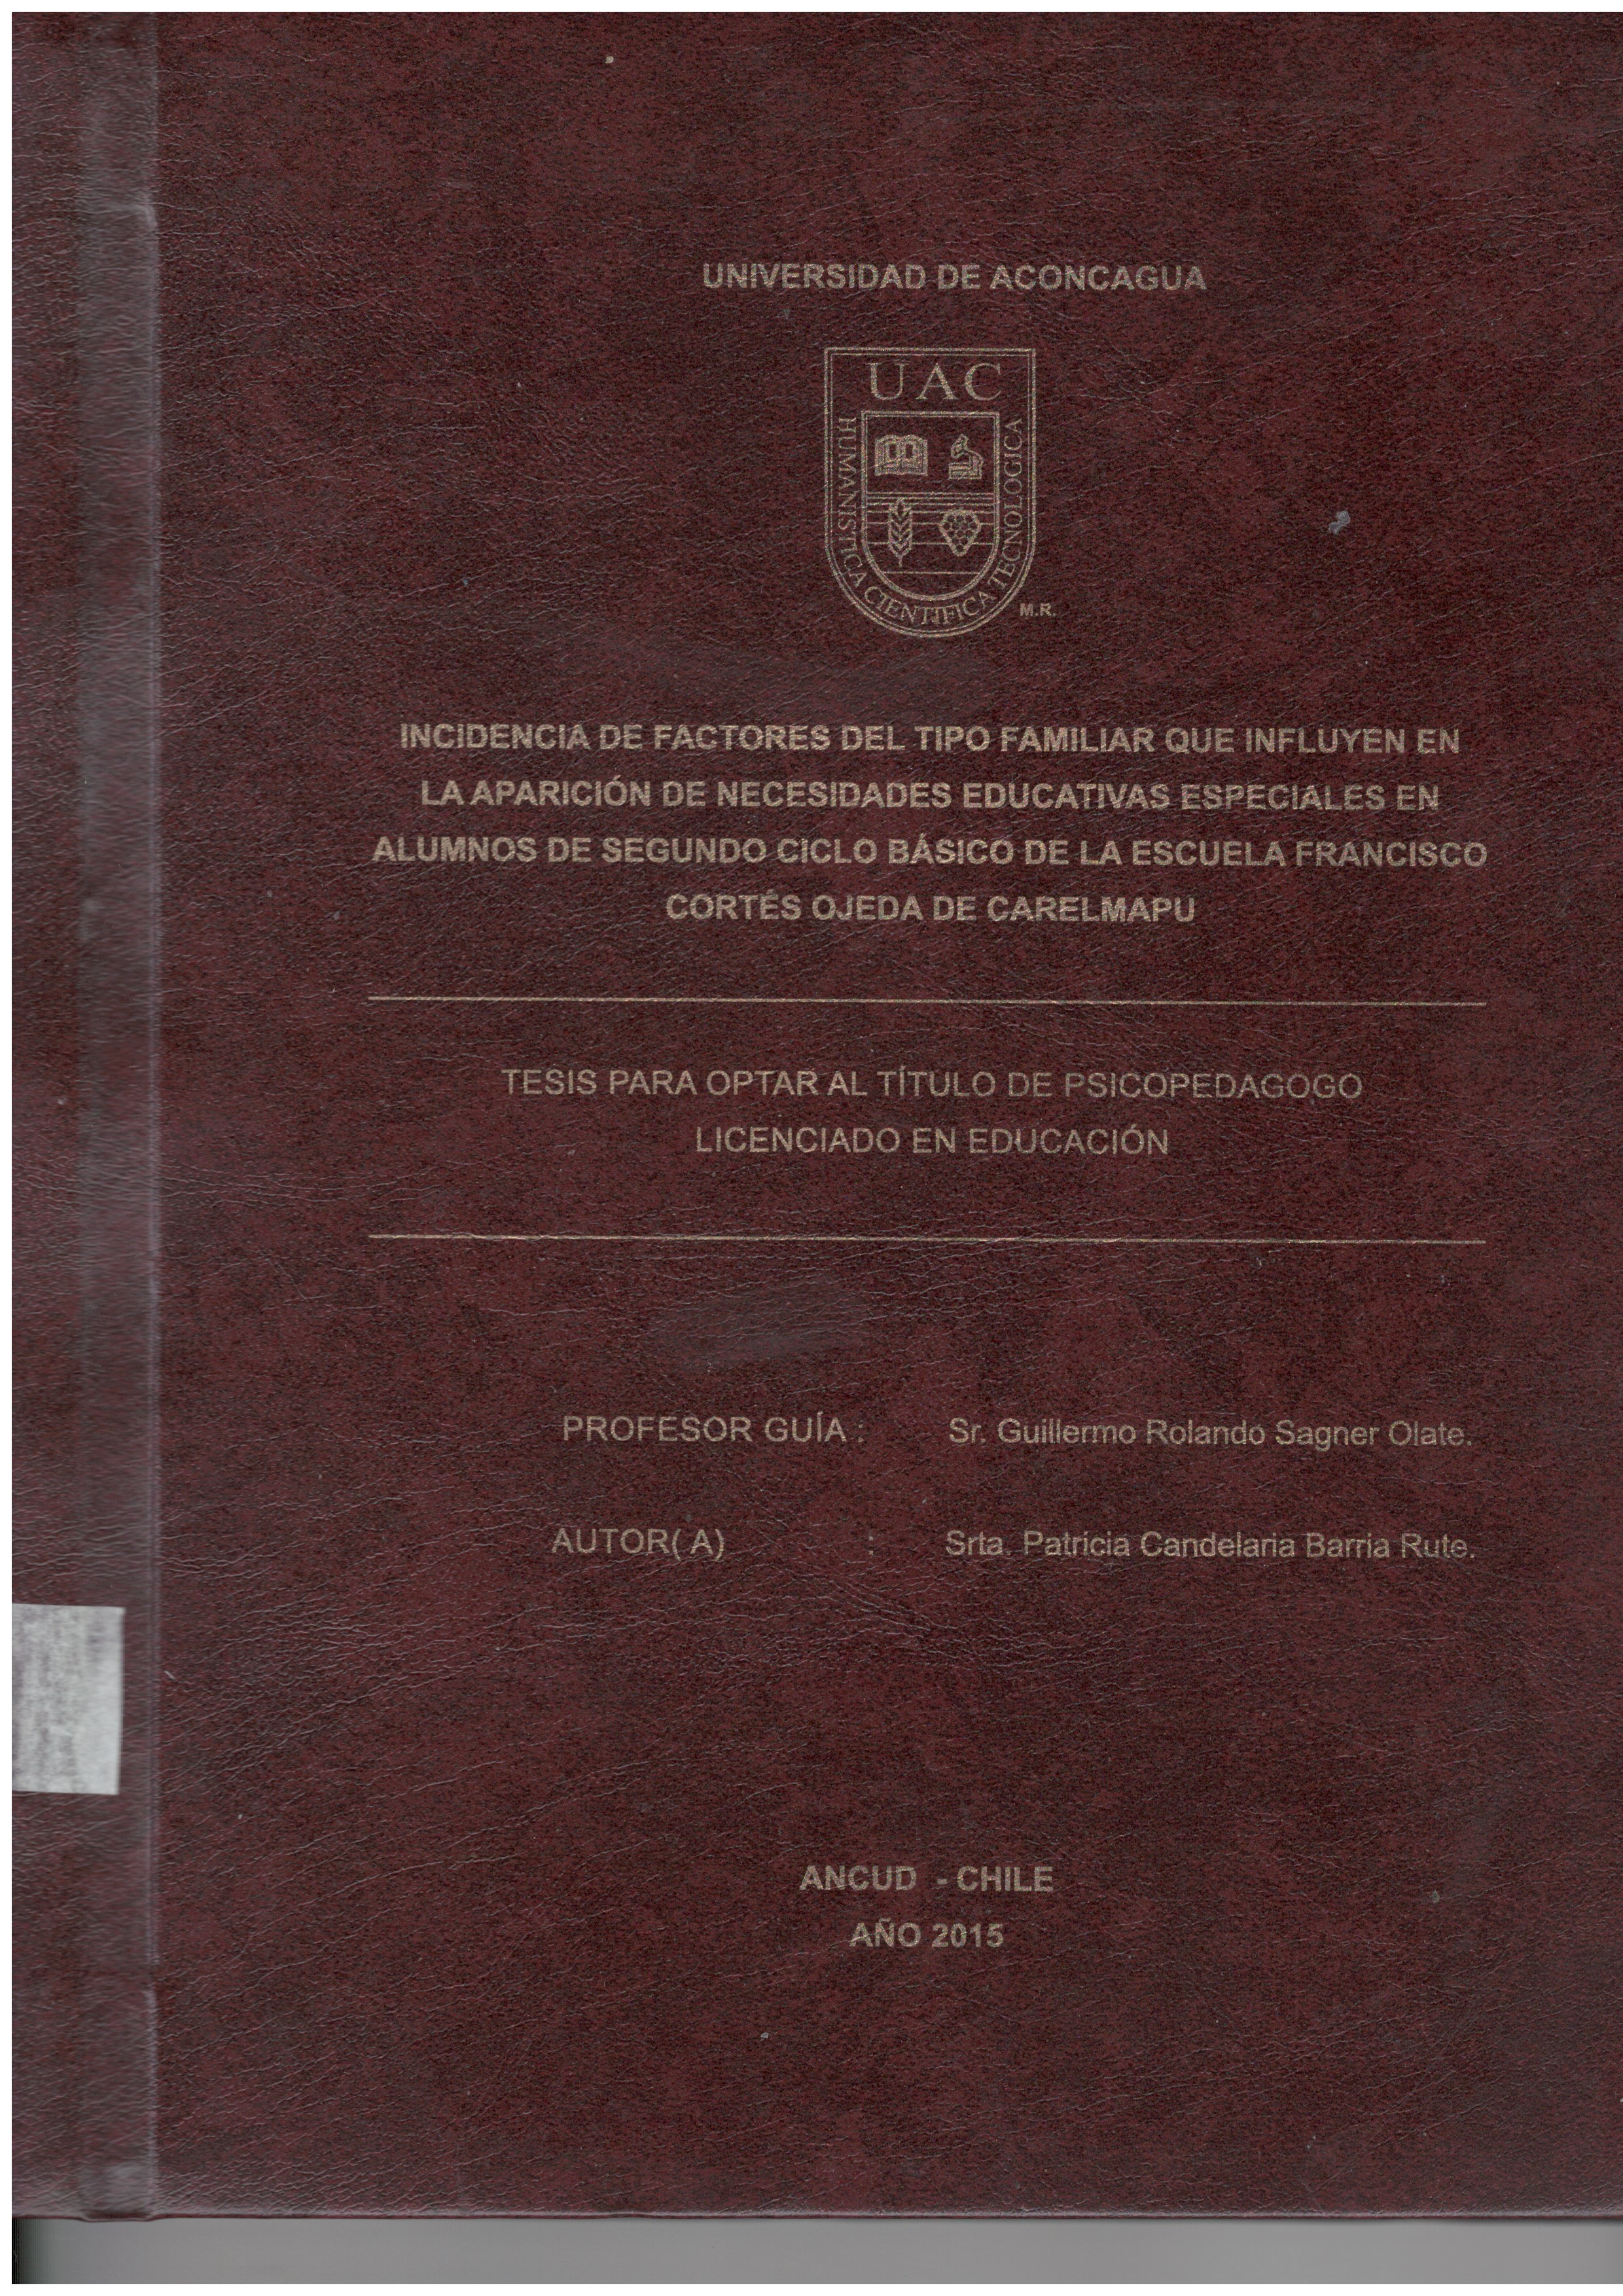 UNIVERSIDAD DE ACONCAGUA
UAC
HUMANISTICA CIENTIFICA TECNOLOGICA
M.R.
INCIDENCIA DE FACTORES DEL TIPO FAMILIAR QUE INFLUYEN EN
LA APARICIÓN DE NECESIDADES EDUCATIVAS ESPECIALES EN
ALUMNOS DE SEGUNDO CICLO BÁSICO DE LA ESCUELA FRANCISCO
CORTÉS OJEDA DE CARELMAPU
TESIS PARA OPTAR AL TÍTULO DE PSICOPEDAGOGO
LICENCIADO EN EDUCACIÓN
PROFESOR GUÍA : Sr. Guillermo Rolando Sagner Olate.
AUTOR( A) : Srta. Patricia Candelaria Barria Rute.
ANCUD - CHILE
AÑO 2015